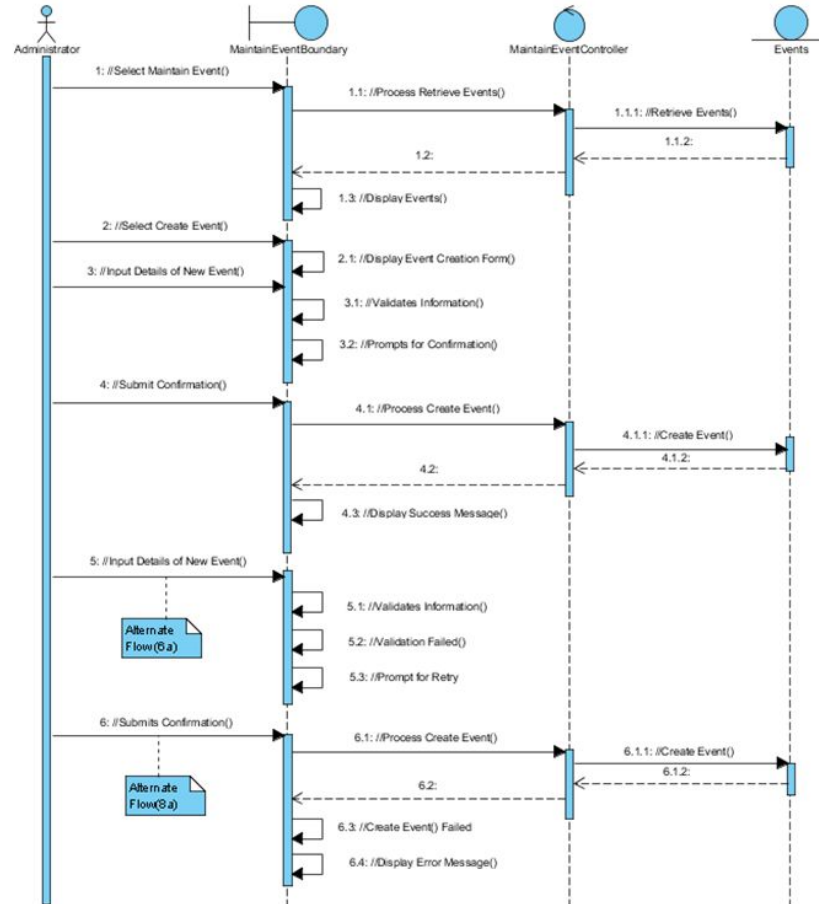 Administrator
MaintainEventBoundary
MaintainEventController
Events
1: //Select Maintain Event()
1.1: //Process Retrieve Events()
1.1.1: //Retrieve Events()
1.1.2:
1.2:
1.3: //Display Events()
2: //Select Create Event()
2.1: //Display Event Creation Form()
3: //Input Details of New Event()
3.1: //Validates Information()
3.2: //Prompts for Confirmation()
4: //Submit Confirmation()
4.1: //Process Create Event()
4.1.1: //Create Event()
4.1.2:
4.2:
4.3: //Display Success Message()
5: //Input Details of New Event()
Alternate
Flow(6a)
5.1: //Validates Information()
5.2: //Validation Failed()
5.3: //Prompt for Retry
6: //Submits Confirmation()
Alternate
Flow(8a)
6.1: //Process Create Event()
6.1.1: //Create Event()
6.1.2:
6.2:
6.3: //Create Event() Failed
6.4: //Display Error Message()